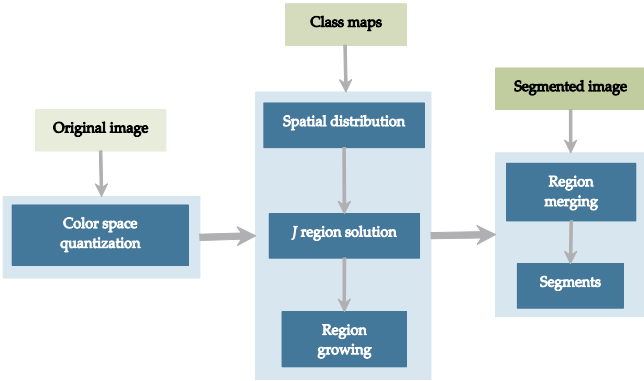 Original image
Color space
quantization
Class maps
Spatial distribution
J region solution
Region
growing
Segmented image
Region
merging
Segments